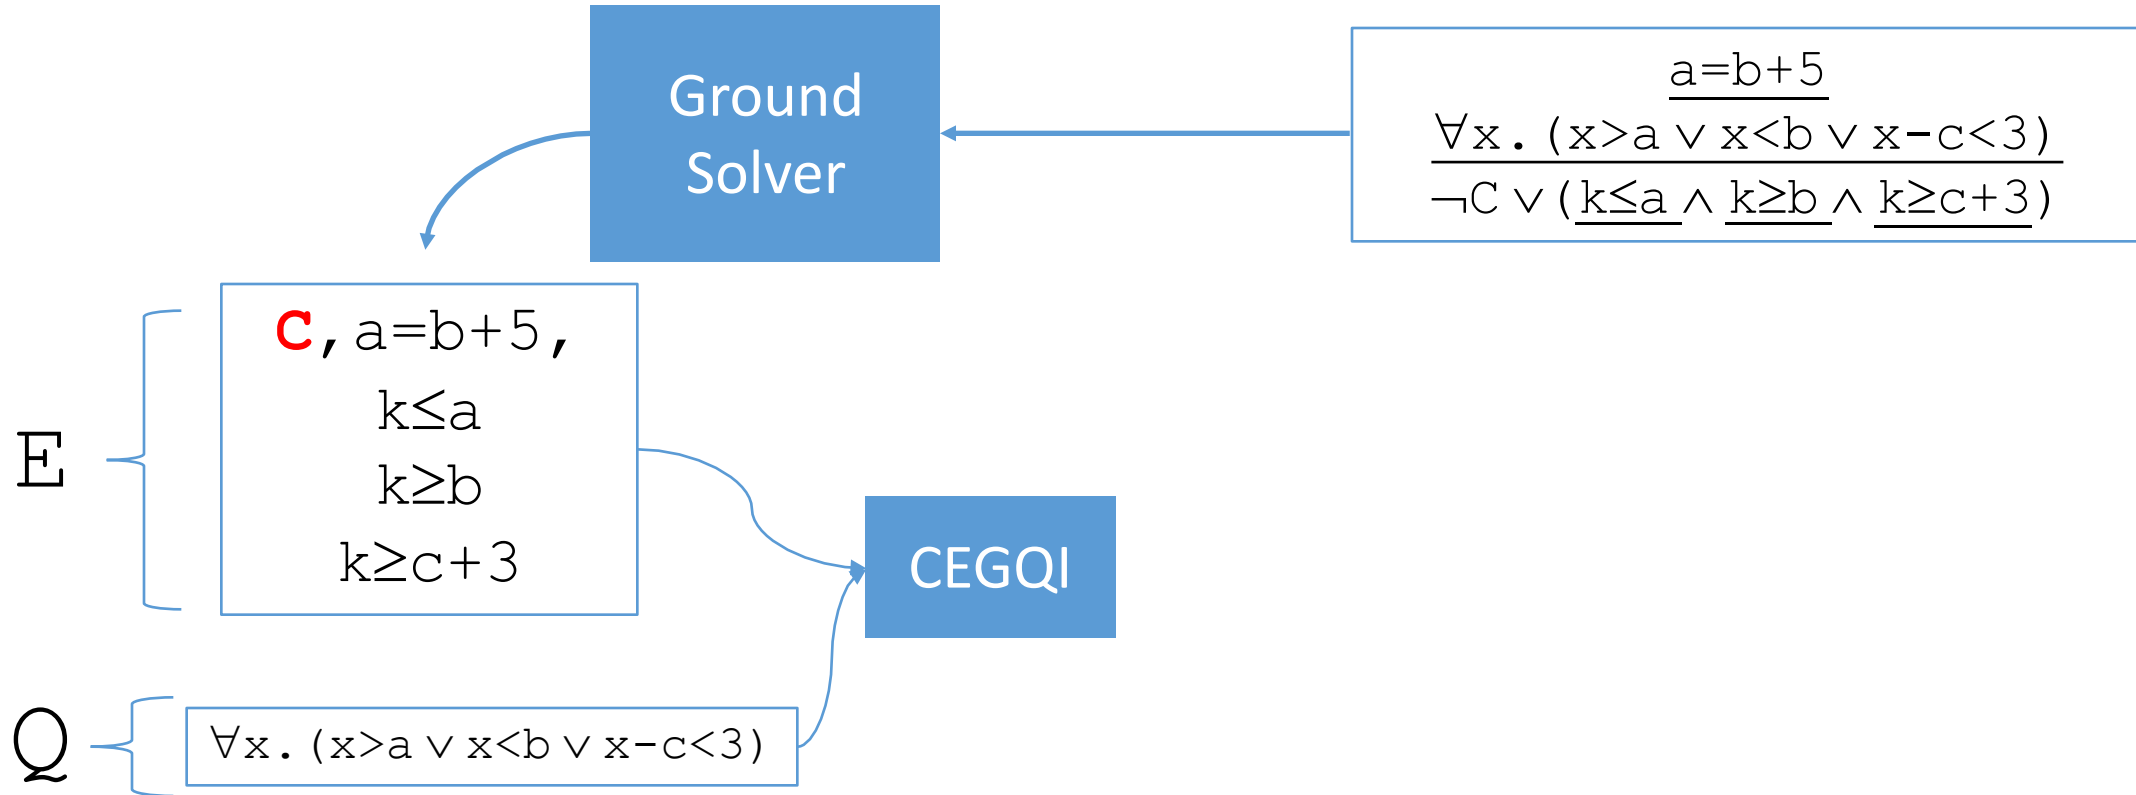 Ground
Solver
a=b+5
∀x.(x>a ∨ x<b ∨ x-c<3)
¬C ∨ (k≤a ∧ k≥b ∧ k≥c+3)
E
C,a=b+5,
k≤a
k≥b
k≥c+3
CEGQI
Q
∀x.(x>a ∨ x<b ∨ x-c<3)